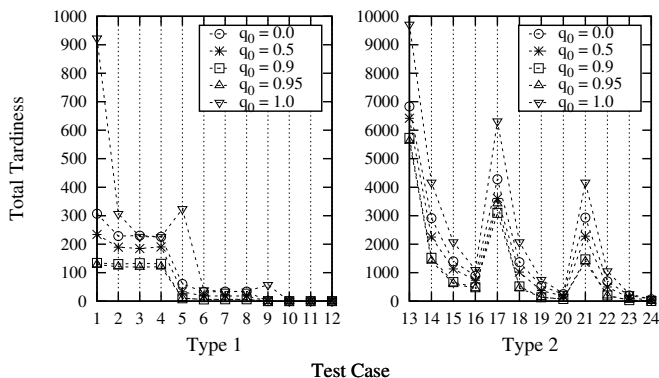 Total Tardiness
1000
900
800
700
600
500
400
300
200
100
0
q0 = 0.0
q0 = 0.5
q0 = 0.9
q0 = 0.95
q0 = 1.0
1 2 3 4 5 6 7 8 9 10 11 12
Type 1
10000
9000
8000
7000
6000
5000
4000
3000
2000
1000
0
q0 = 0.0
q0 = 0.5
q0 = 0.9
q0 = 0.95
q0 = 1.0
13 14 15 16 17 18 19 20 21 22 23 24
Type 2
Test Case